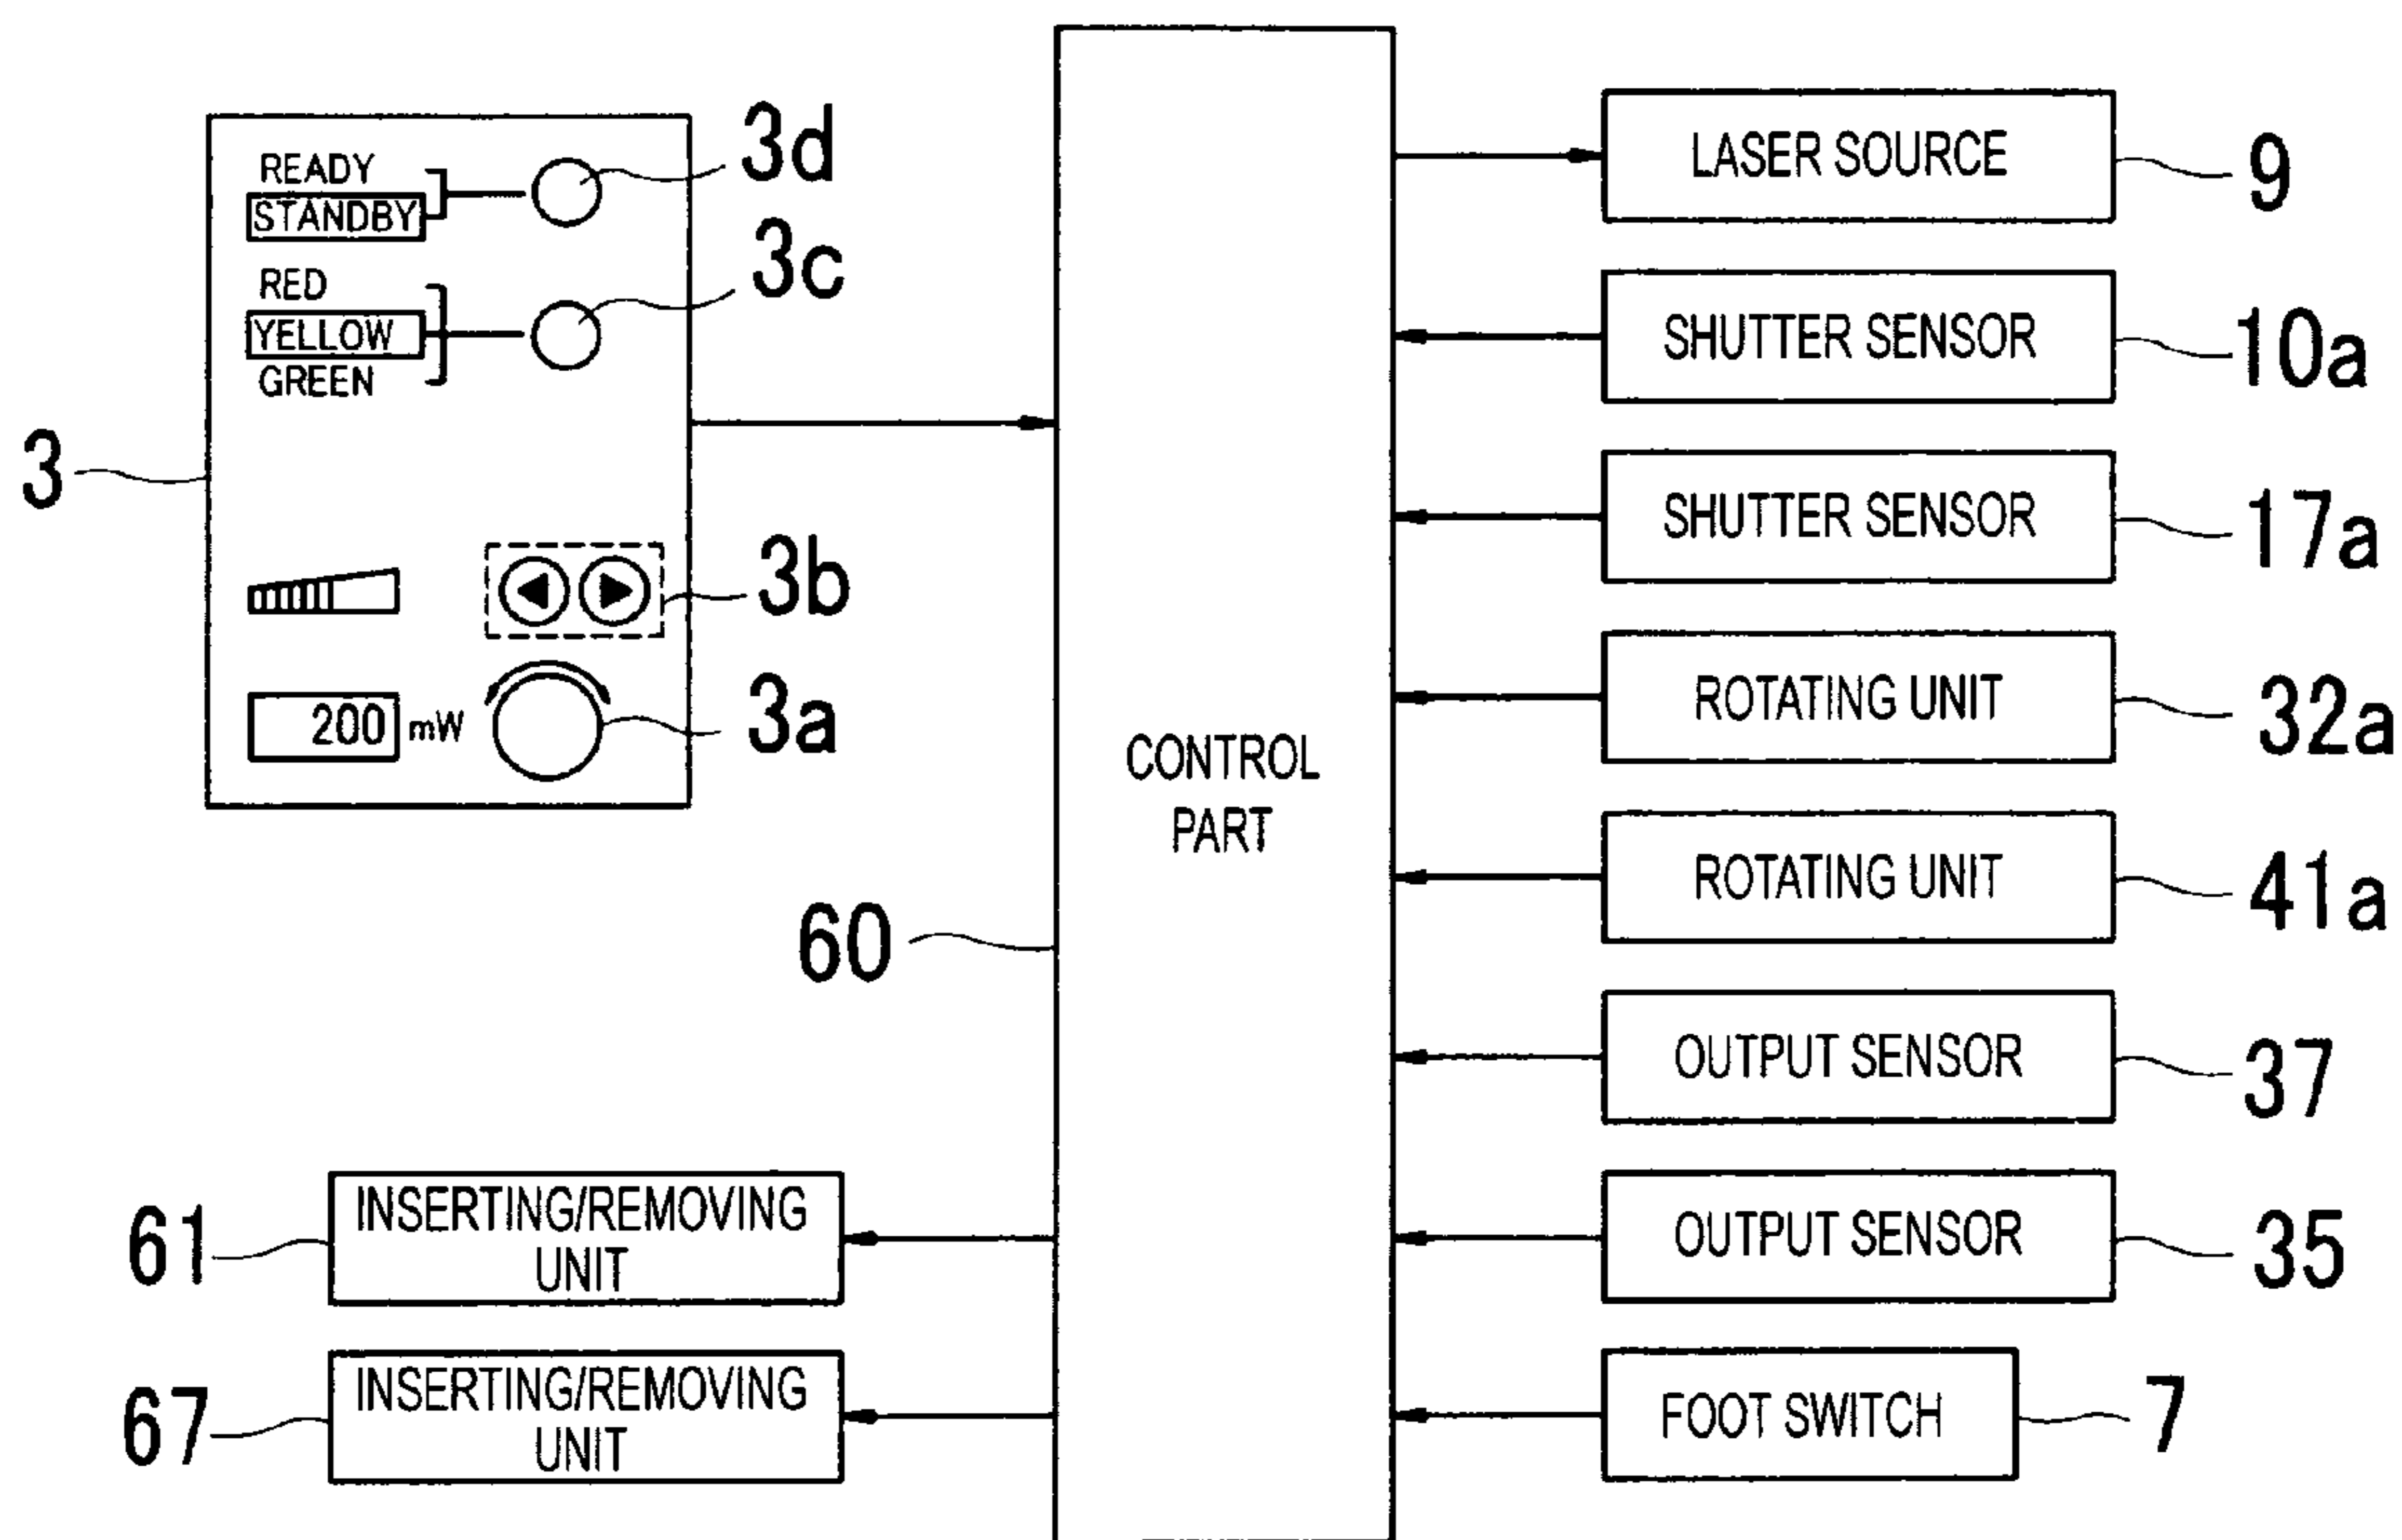 READY
STANDBY
3d
RED
YELLOW
GREEN
3c
3
3b
200 mW
3a
CONTROL
PART
60
INSERTING/REMOVING
UNIT
61
INSERTING/REMOVING
UNIT
67
LASER SOURCE
9
SHUTTER SENSOR
10a
SHUTTER SENSOR
17a
ROTATING UNIT
32a
ROTATING UNIT
41a
OUTPUT SENSOR
37
OUTPUT SENSOR
35
FOOT SWITCH
7